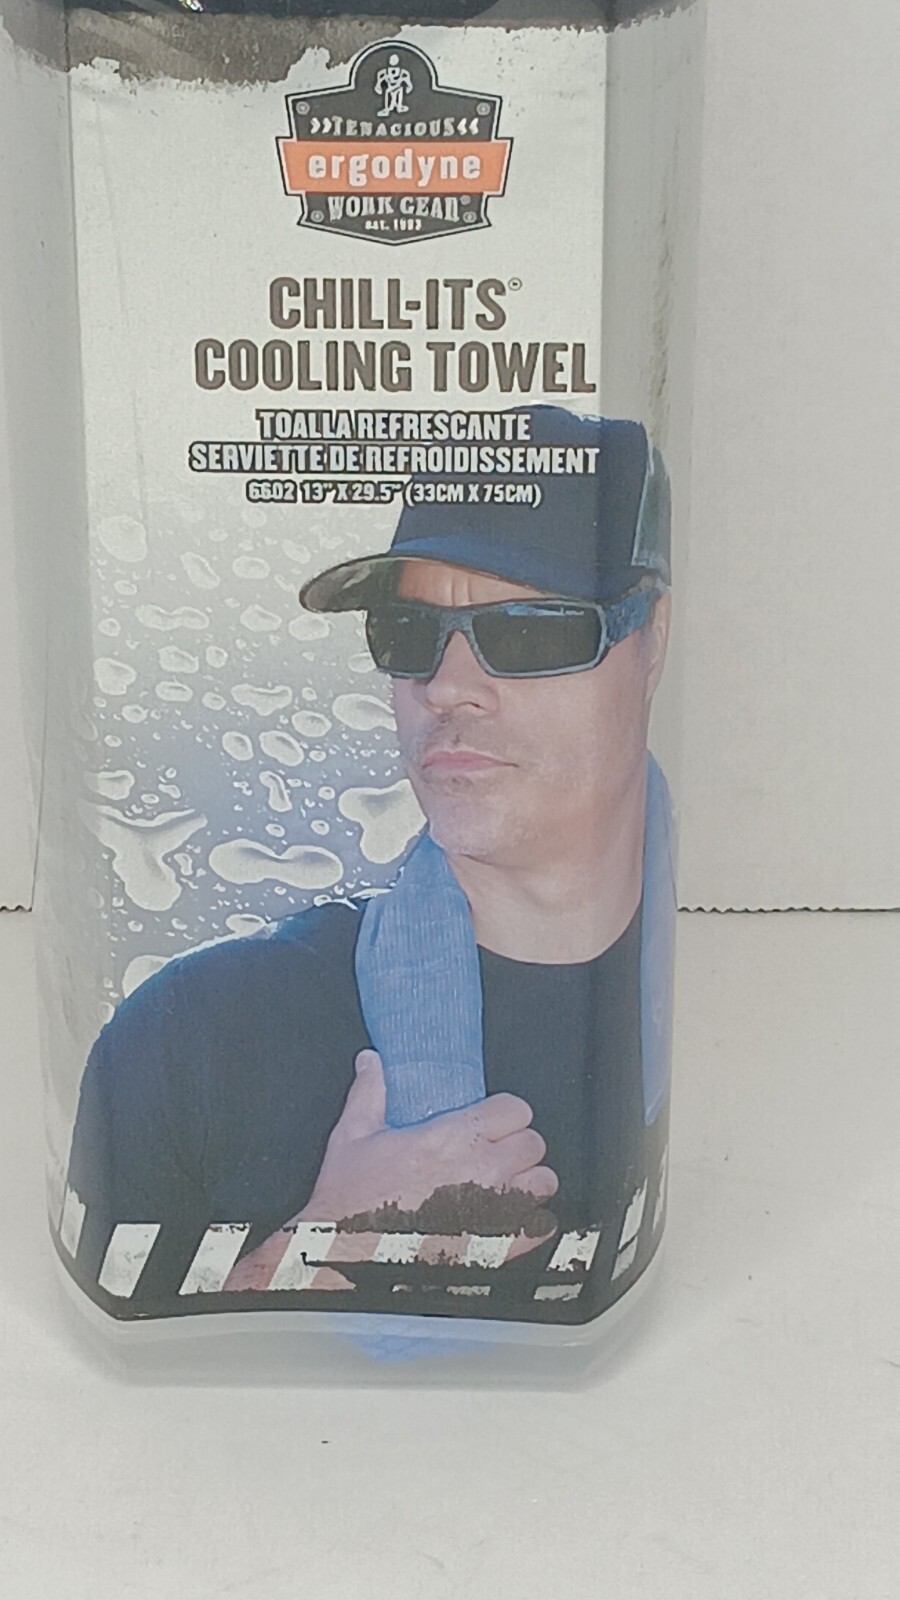 »TENACIOUS«
ergodyne
WORK GEAR®
est. 1983
CHILL-ITS®
COOLING TOWEL
TOALLA REFRESCANTE
SERVIETTE DE REFROIDISSEMENT
6602 13" X 29.5" (33CM X 75CM)